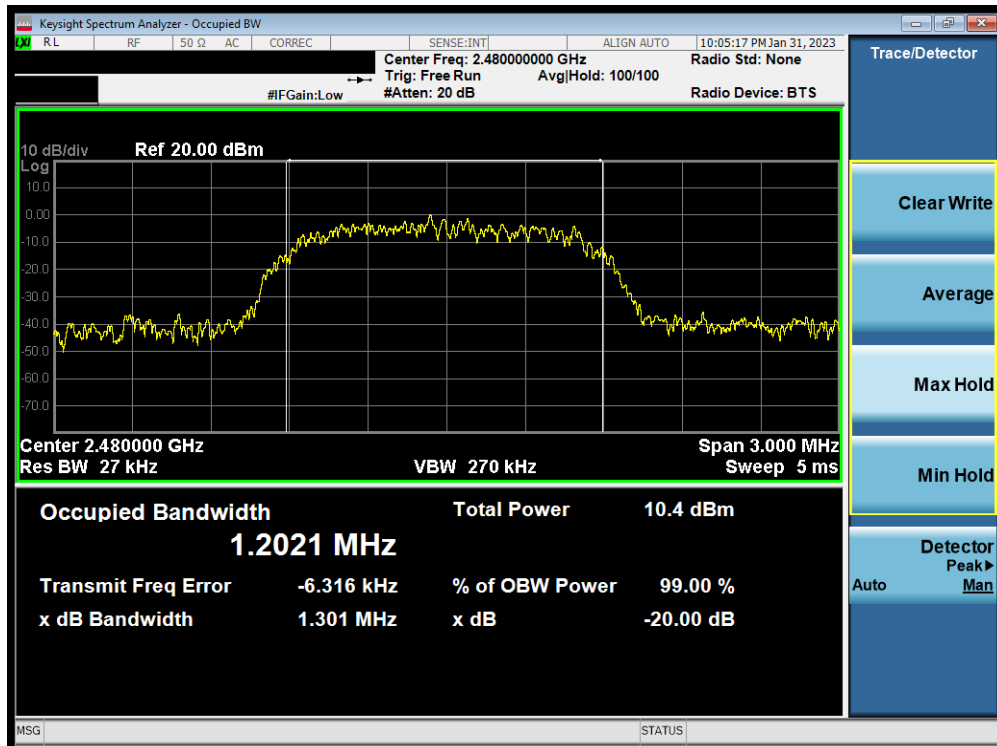 Keysight Spectrum Analyzer - Occupied BW
LXI RL RF 50 Ω AC CORREC SENSE:INT ALIGN AUTO 10:05:17 PM Jan 31, 2023
Center Freq: 2.480000000 GHz Radio Std: None
Trig: Free Run Avg|Hold: 100/100
#IFGain:Low #Atten: 20 dB Radio Device: BTS
10 dB/div Ref 20.00 dBm
Log
10.0
0.00
-10.0
-20.0
-30.0
-40.0
-50.0
-60.0
-70.0
Center 2.480000 GHz Span 3.000 MHz
Res BW 27 kHz VBW 270 kHz Sweep 5 ms
Occupied Bandwidth Total Power 10.4 dBm
1.2021 MHz
Transmit Freq Error -6.316 kHz % of OBW Power 99.00 %
x dB Bandwidth 1.301 MHz x dB -20.00 dB
MSG STATUS
Trace/Detector
Clear Write
Average
Max Hold
Min Hold
Detector
Peak▶
Auto Man